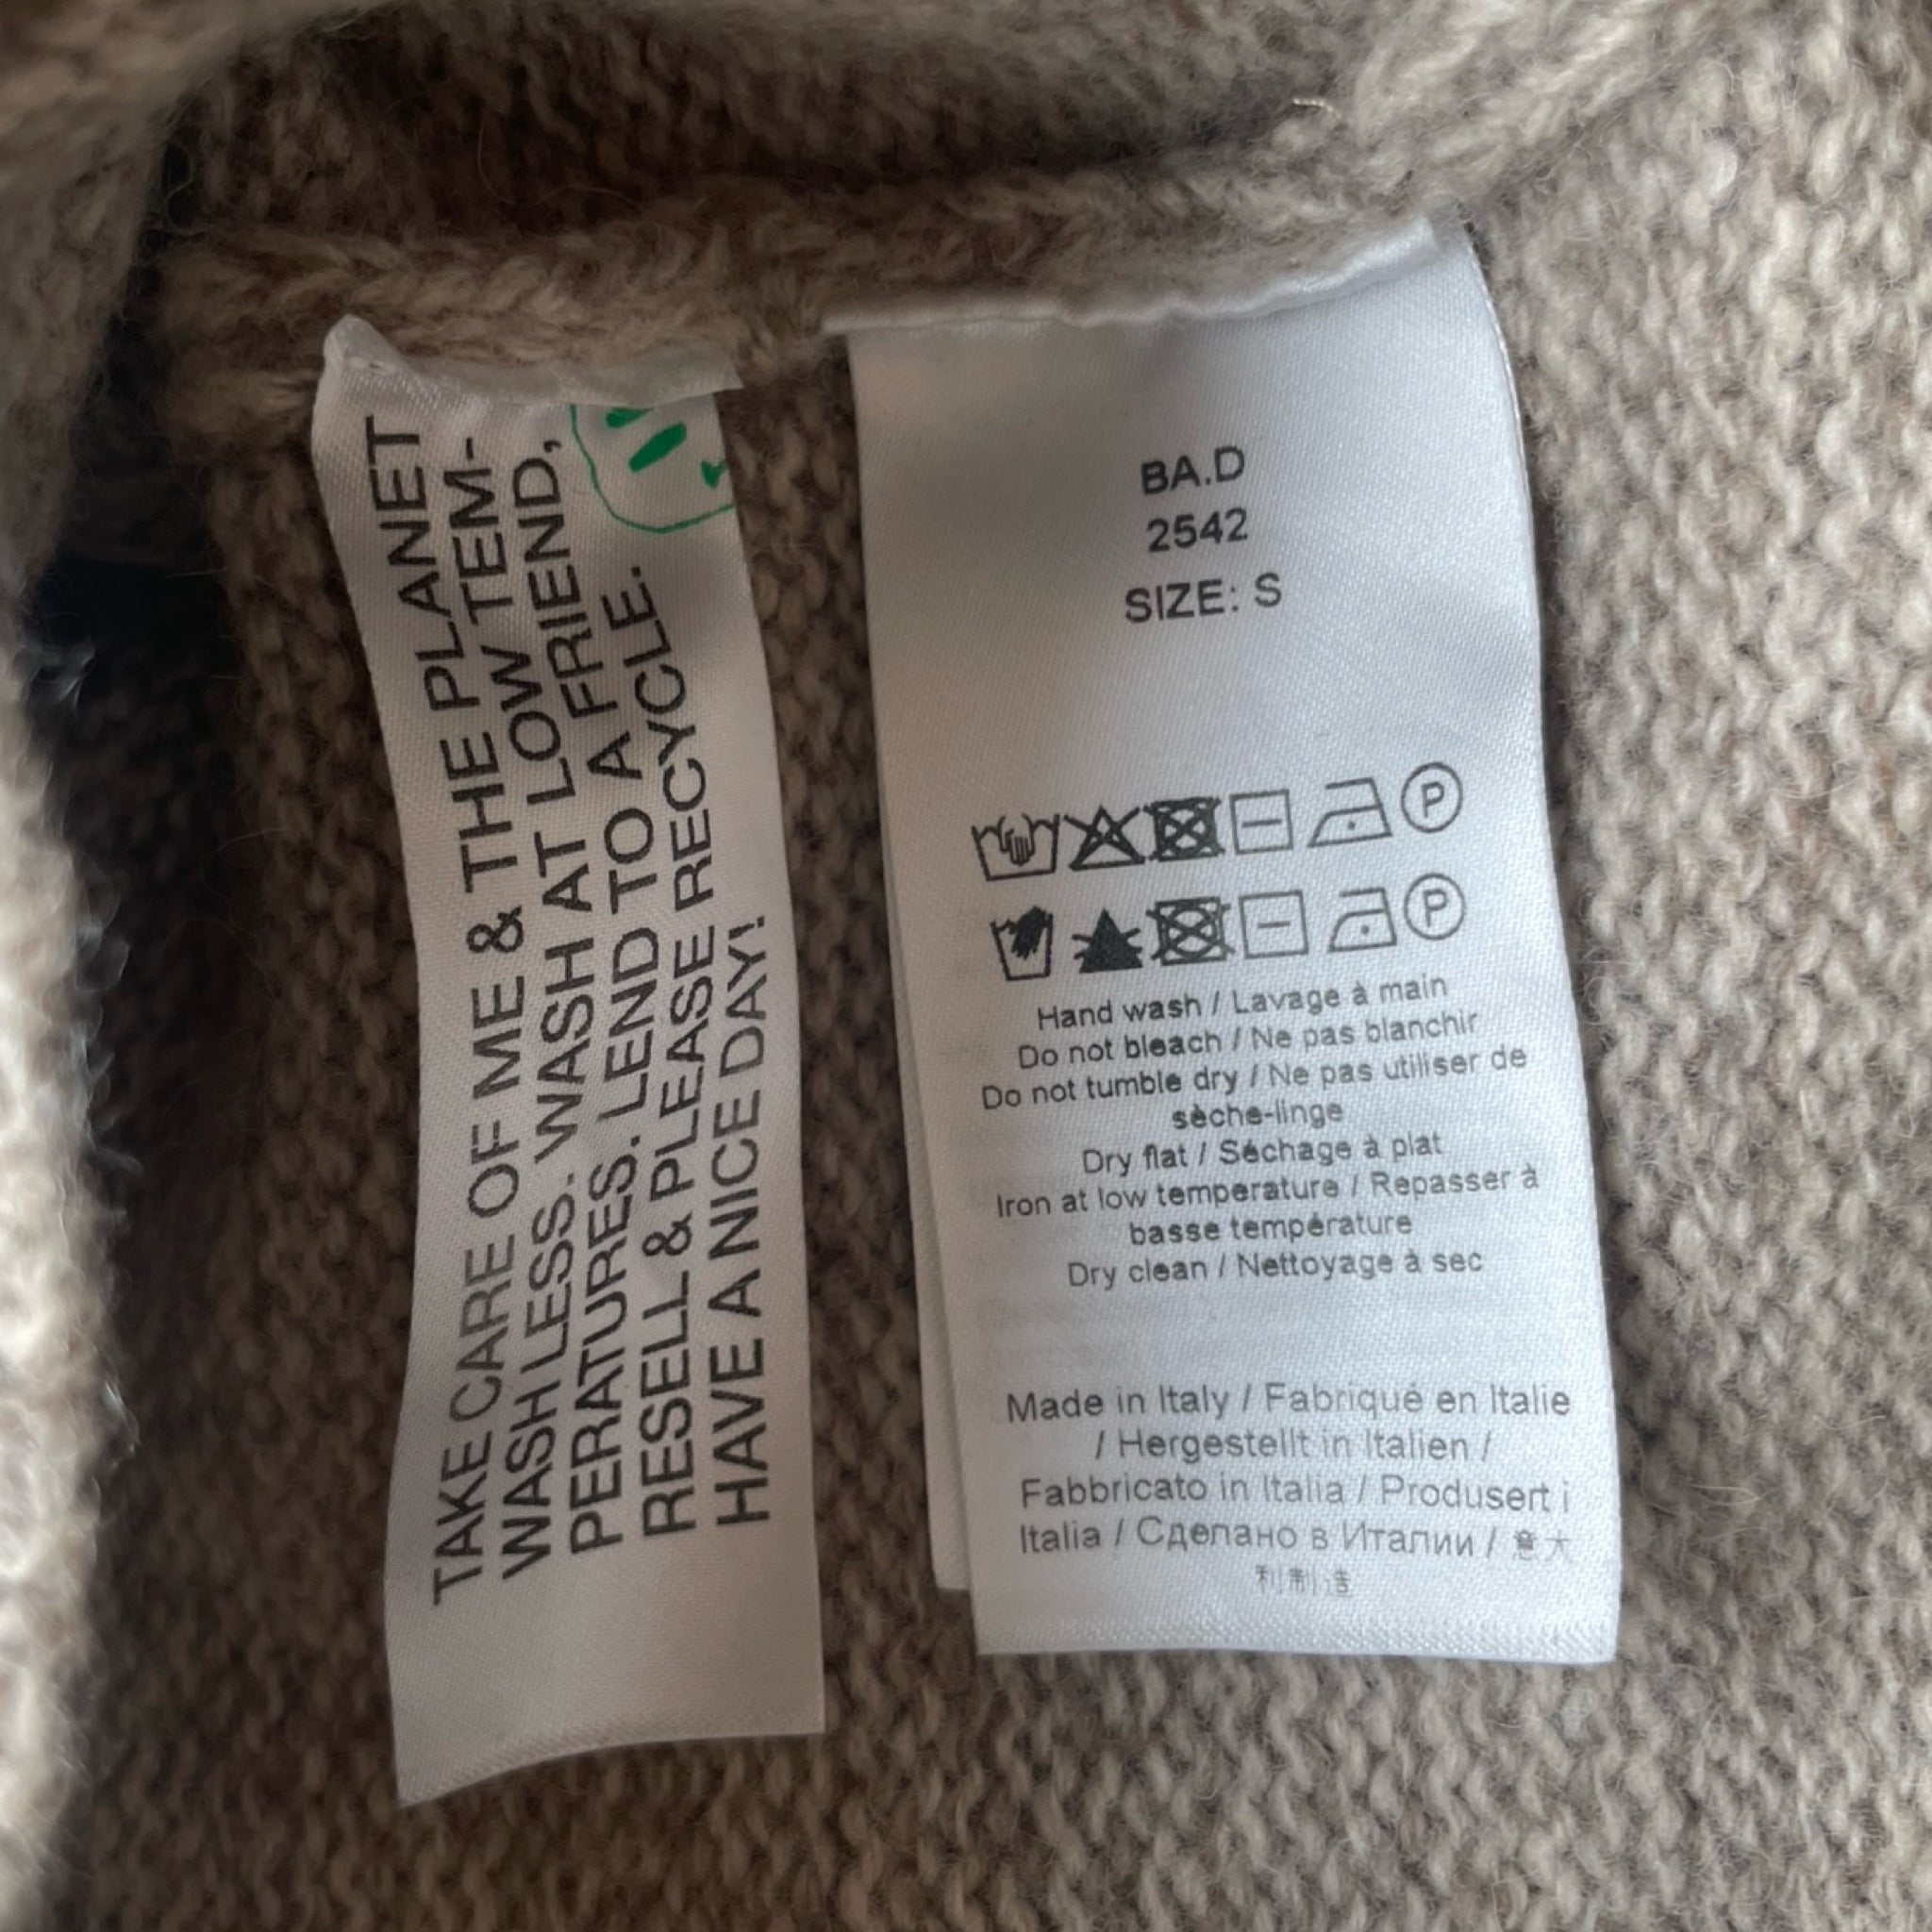 TAKE CARE OF ME & THE PLANET
WASH LESS. WASH AT LOW TEM-
PERATURES. LEND TO A FRIEND,
RESELL & PLEASE RECYCLE.
HAVE A NICE DAY!
BA.D
2542
SIZE: S
P
P
Hand wash / Lavage à main
Do not bleach / Ne pas blanchir
Do not tumble dry / Ne pas utiliser de
sèche-linge
Dry flat / Séchage à plat
Iron at low temperature / Repasser à
basse température
Dry clean / Nettoyage à sec
Made in Italy / Fabriqué en Italie
/ Hergestellt in Italien /
Fabbricato in Italia / Produsert i
Italia / Сделано в Италии / 意大
利制造